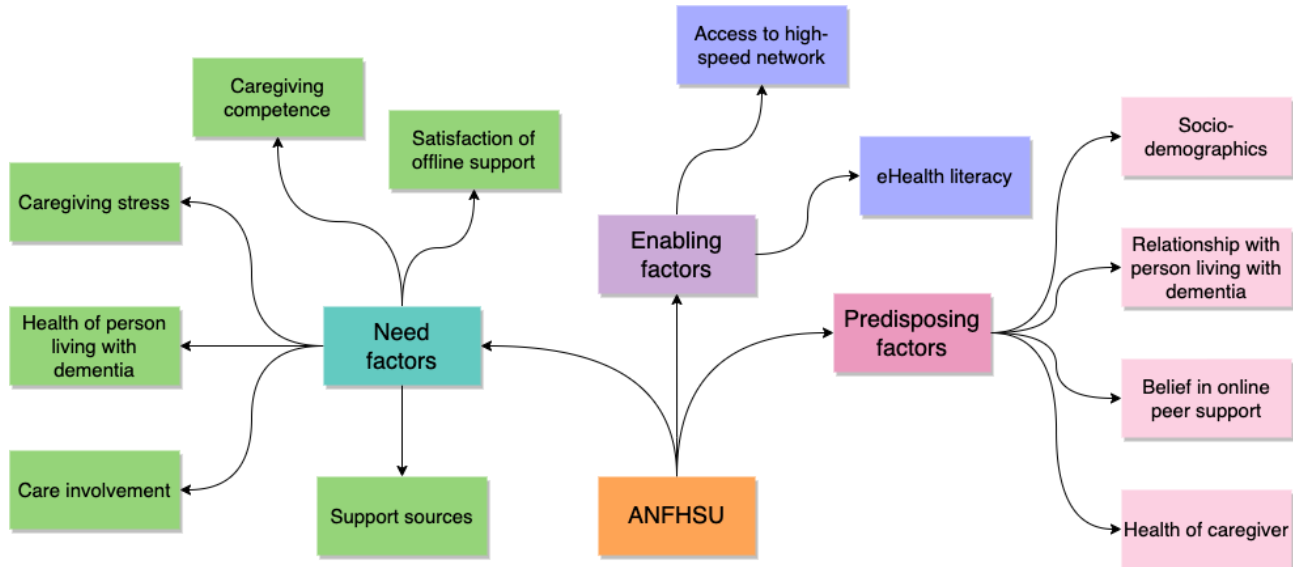 Access to high-
speed network
Caregiving
competence
Satisfaction of
offline support
Socio-
demographics
Caregiving stress
eHealth literacy
Enabling
factors
Relationship with
person living with
dementia
Health of person
living with
dementia
Need
factors
Predisposing
factors
Belief in online
peer support
Care involvement
Support sources
ANFHSU
Health of caregiver